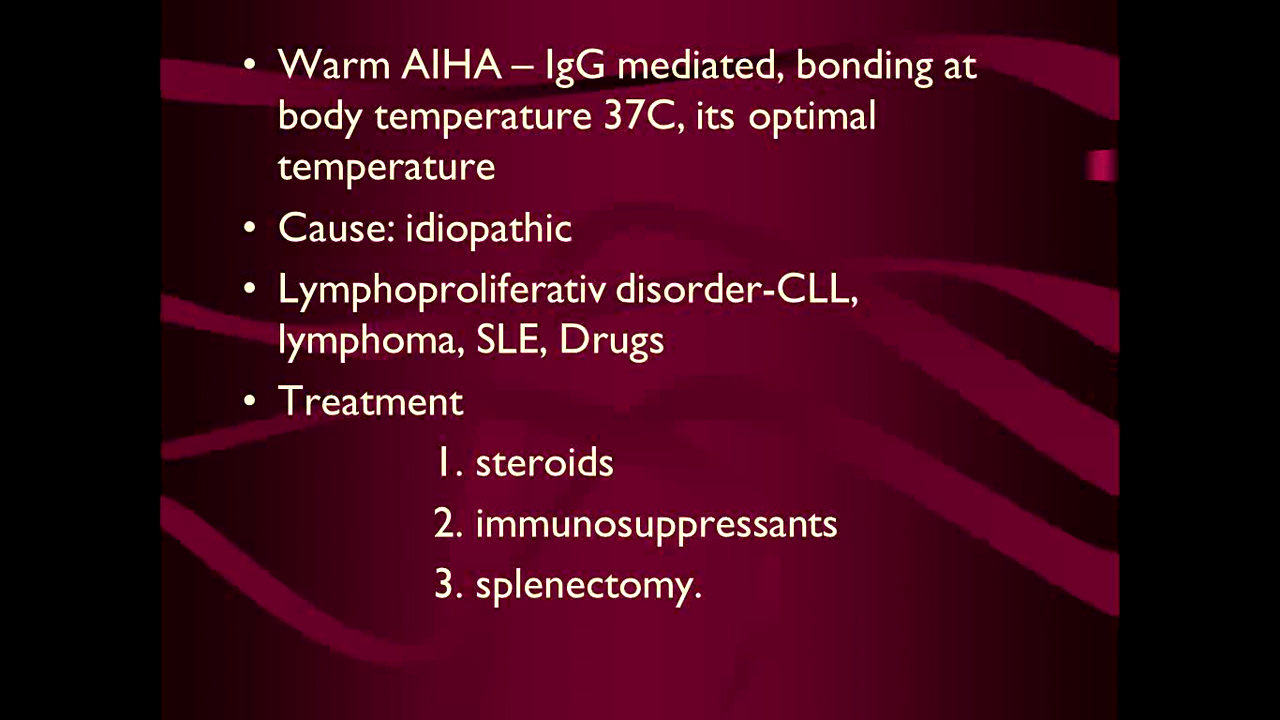 • Warm AIHA – IgG mediated, bonding at
body temperature 37C, its optimal
temperature
• Cause: idiopathic
• Lymphoproliferativ disorder-CLL,
lymphoma, SLE, Drugs
• Treatment
1. steroids
2. immunosuppressants
3. splenectomy.